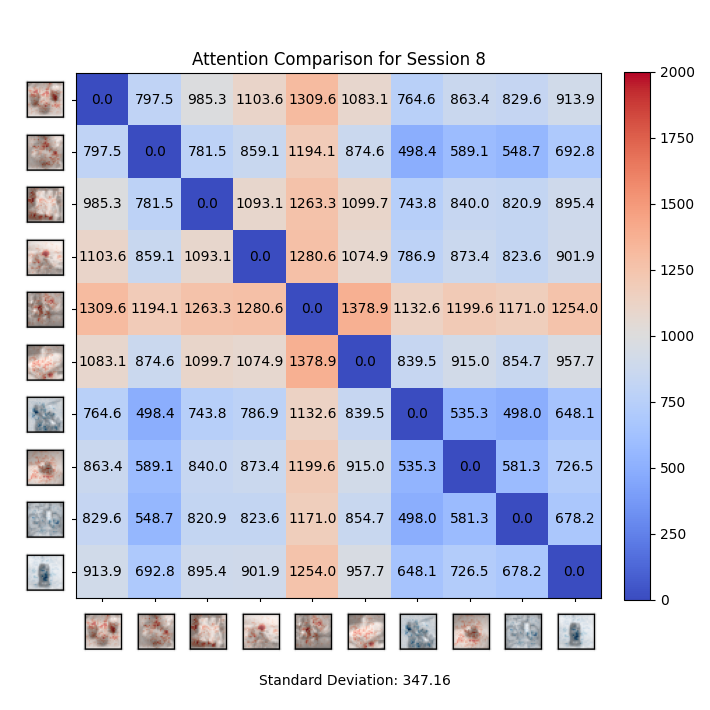 Attention Comparison for Session 8
0.0 797.5 985.3 1103.6 1309.6 1083.1 764.6 863.4 829.6 913.9
797.5 0.0 781.5 859.1 1194.1 874.6 498.4 589.1 548.7 692.8
985.3 781.5 0.0 1093.1 1263.3 1099.7 743.8 840.0 820.9 895.4
1103.6 859.1 1093.1 0.0 1280.6 1074.9 786.9 873.4 823.6 901.9
1309.6 1194.1 1263.3 1280.6 0.0 1378.9 1132.6 1199.6 1171.0 1254.0
1083.1 874.6 1099.7 1074.9 1378.9 0.0 839.5 915.0 854.7 957.7
764.6 498.4 743.8 786.9 1132.6 839.5 0.0 535.3 498.0 648.1
863.4 589.1 840.0 873.4 1199.6 915.0 535.3 0.0 581.3 726.5
829.6 548.7 820.9 823.6 1171.0 854.7 498.0 581.3 0.0 678.2
913.9 692.8 895.4 901.9 1254.0 957.7 648.1 726.5 678.2 0.0
2000
1750
1500
1250
1000
750
500
250
0
Standard Deviation: 347.16